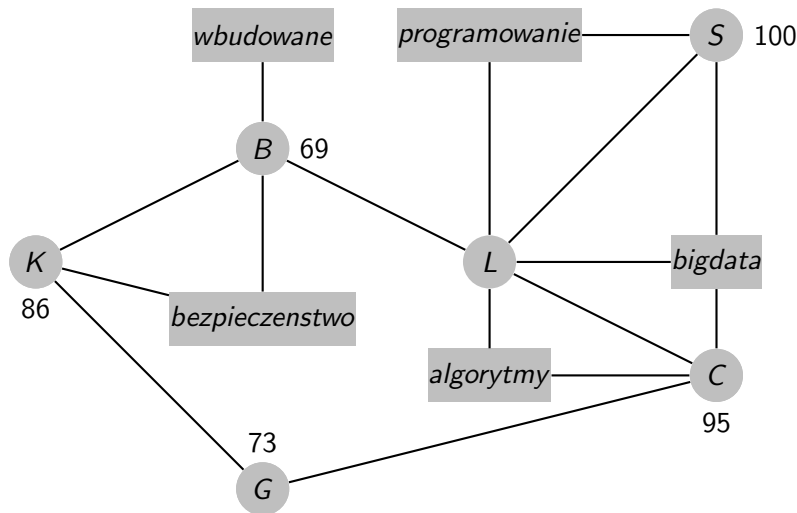 wbudowane
programowanie
S
100
B
69
K
86
L
bigdata
bezpieczenstwo
algorytmy
C
95
73
G